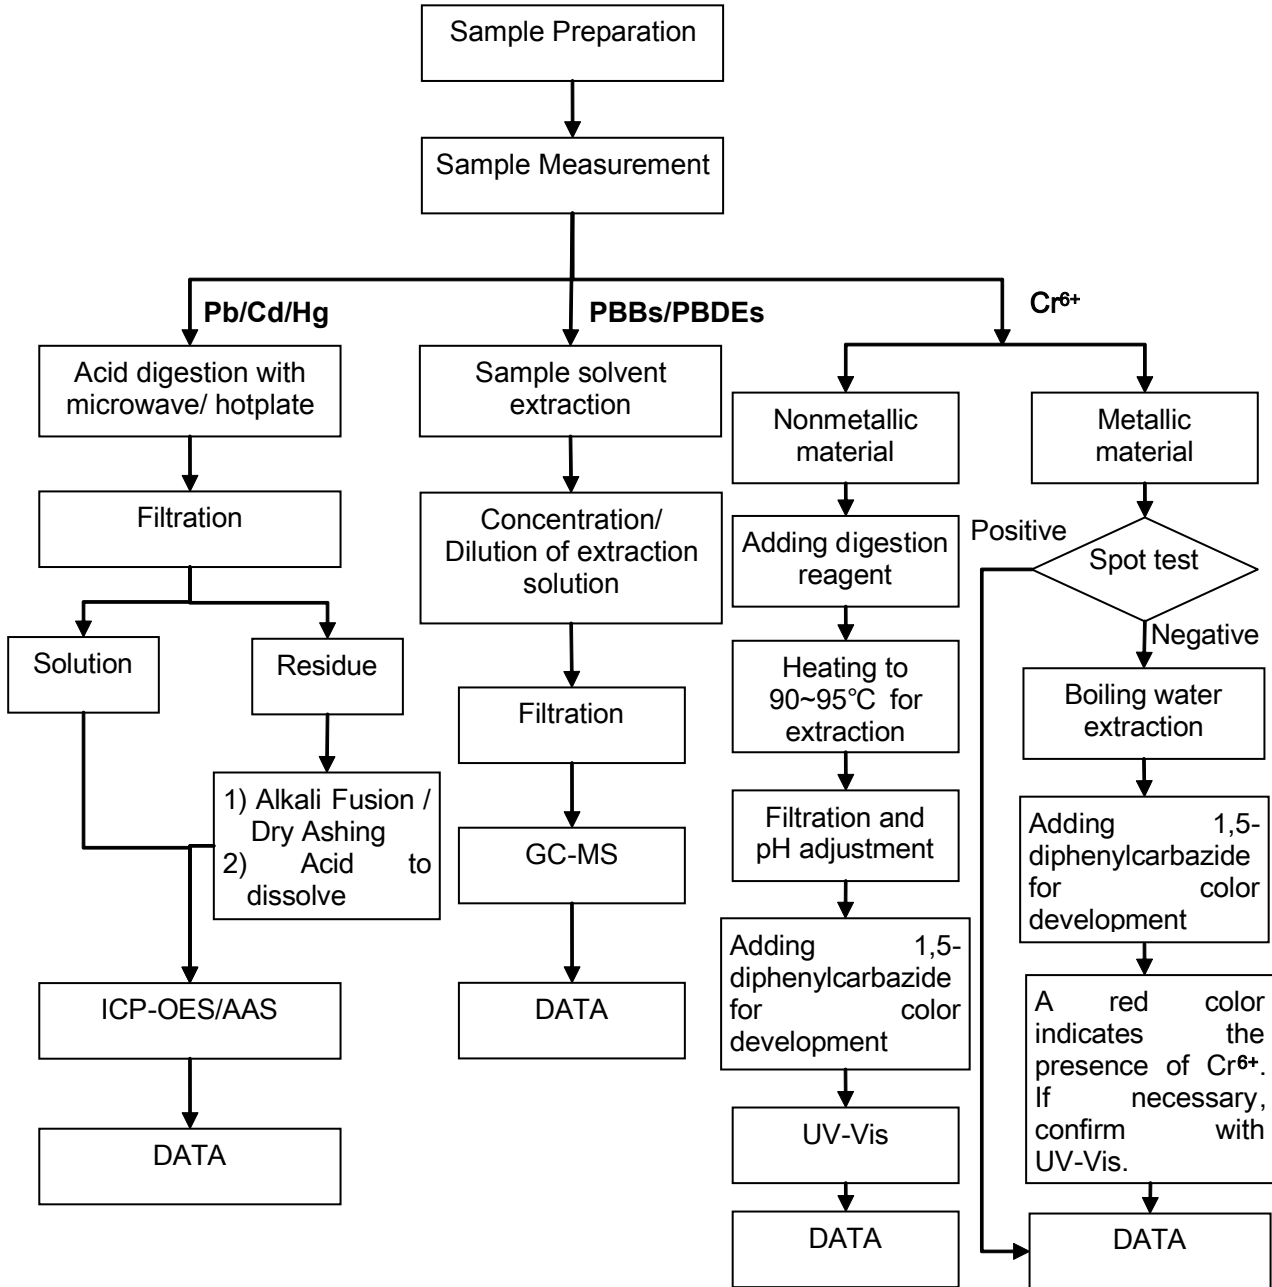 Sample Preparation
Sample Measurement
Pb/Cd/Hg
PBBs/PBDEs
Cr6+
Acid digestion with
microwave/ hotplate
Filtration
Solution
Residue
1) Alkali Fusion /
Dry Ashing
2) Acid to
dissolve
ICP-OES/AAS
DATA
Sample solvent
extraction
Concentration/
Dilution of extraction
solution
Filtration
GC-MS
DATA
Nonmetallic
material
Adding digestion
reagent
Heating to
90~95℃ for
extraction
Filtration and
pH adjustment
Adding 1,5-
diphenylcarbazide
for color
development
UV-Vis
DATA
Metallic
material
Spot test
Positive
Negative
Boiling water
extraction
Adding 1,5-
diphenylcarbazide
for color
development
A red color
indicates the
presence of Cr6+.
If necessary,
confirm with
UV-Vis.
DATA